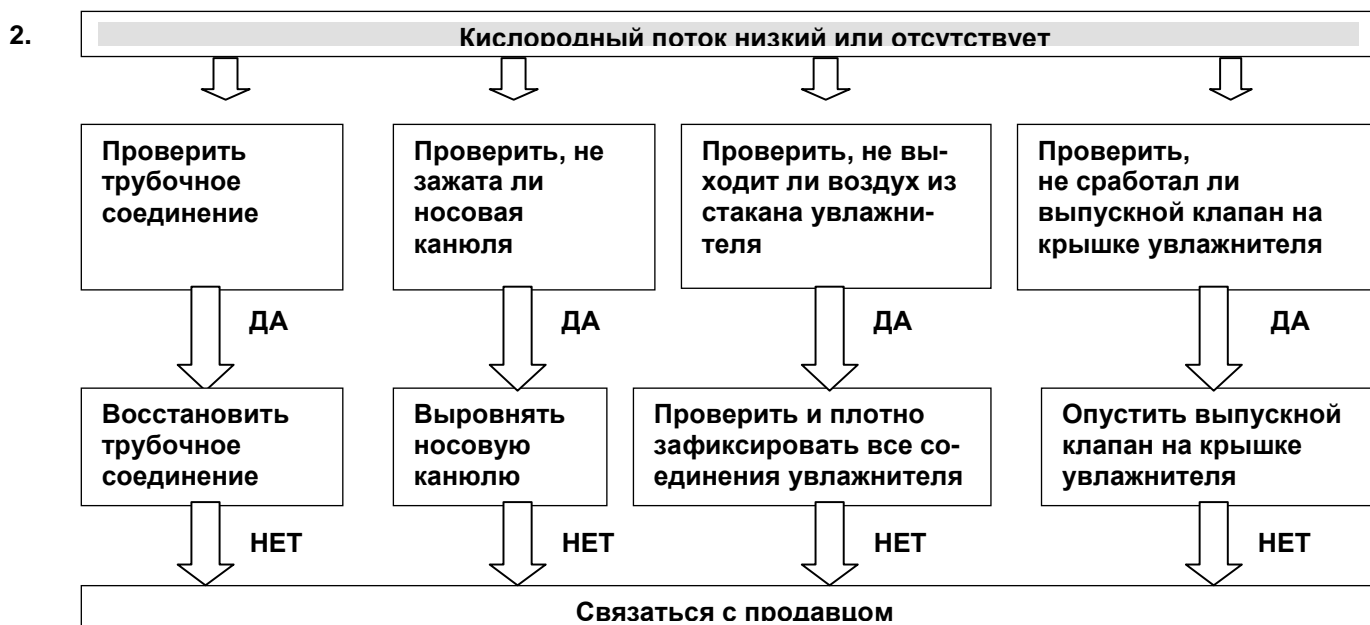 2.
Кислородный поток низкий или отсутствует
Проверить
трубочное
соединение
Проверить, не
зажата ли
носовая
канюля
Проверить, не вы-
ходит ли воздух из
стакана увлажни-
теля
Проверить,
не сработал ли
выпускной клапан на
крышке увлажнителя
ДА
ДА
ДА
ДА
Восстановить
трубочное
соединение
Выровнять
носовую
канюлю
Проверить и плотно
зафиксировать все со-
единения увлажнителя
Опустить выпускной
клапан на крышке
увлажнителя
НЕТ
НЕТ
НЕТ
НЕТ
Связаться с продавцом